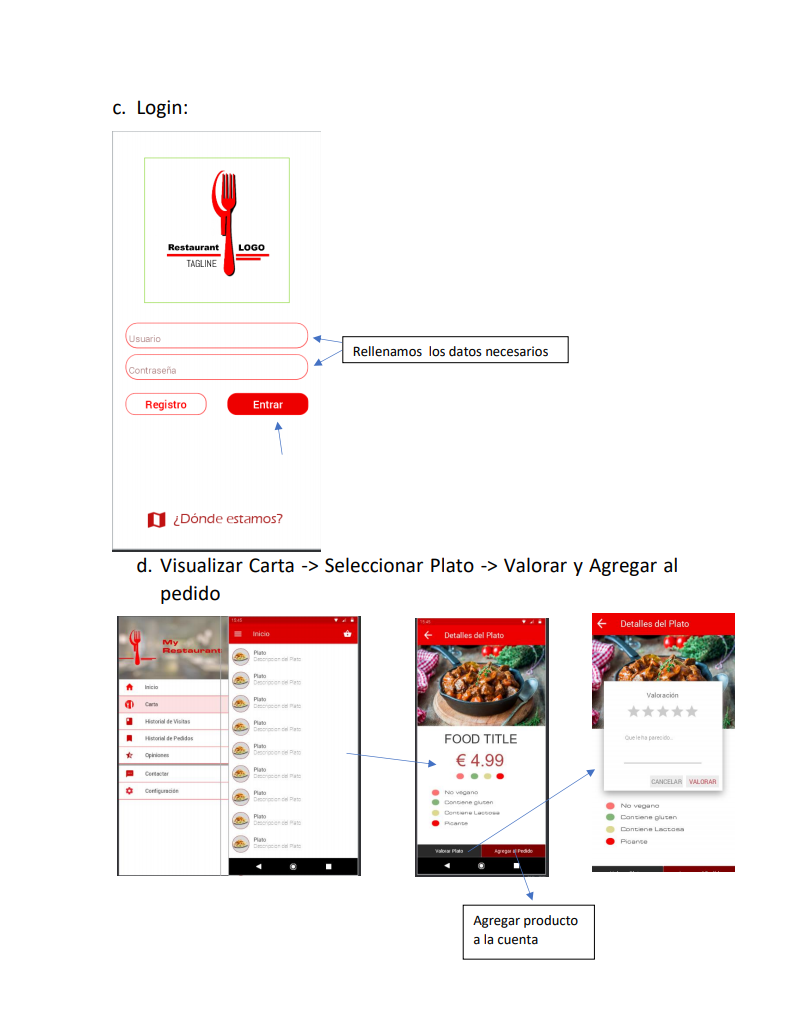 c. Login:
Restaurant LOGO
TAGLINE
Usuario
Contraseña
Rellenamos los datos necesarios
Registro
Entrar
¿Dónde estamos?
d. Visualizar Carta -> Seleccionar Plato -> Valorar y Agregar al
pedido
My
Restaurant
Inicio
Carta
Historial de Visitas
Historial de Pedidos
Opiniones
Contactar
Configuración
15:45
Inicio
Plato
Descripcion del Plato
Plato
Descripcion del Plato
Plato
Descripcion del Plato
Plato
Descripcion del Plato
Plato
Descripcion del Plato
Plato
Descripcion del Plato
Plato
Descripcion del Plato
Plato
Descripcion del Plato
Plato
Descripcion del Plato
15:45
Detalles del Plato
FOOD TITLE
€ 4.99
No vegano
Contiene gluten
Contiene Lactosa
Picante
Valorar Plato
Agregar al Pedido
Detalles del Plato
Valoración
Que le ha parecido...
CANCELAR VALORAR
No vegano
Contiene gluten
Contiene Lactosa
Picante
Agregar producto
a la cuenta